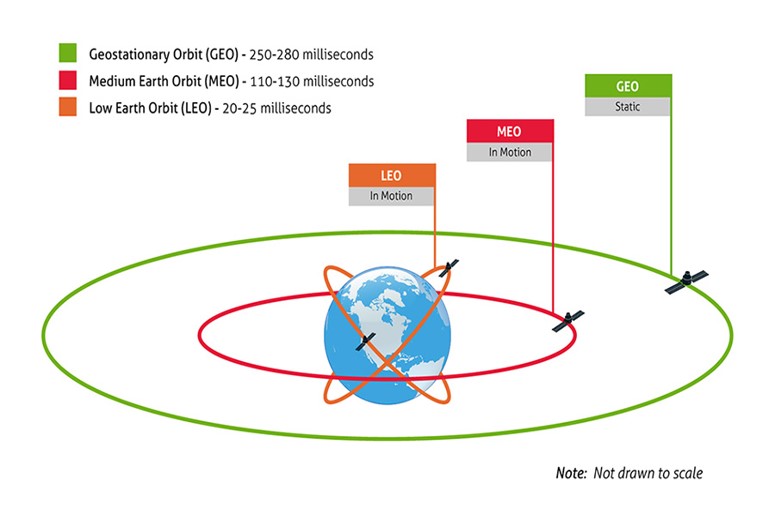 Geostationary Orbit (GEO) - 250-280 milliseconds
Medium Earth Orbit (MEO) - 110-130 milliseconds
Low Earth Orbit (LEO) - 20-25 milliseconds
GEO
Static
MEO
In Motion
LEO
In Motion
Note: Not drawn to scale